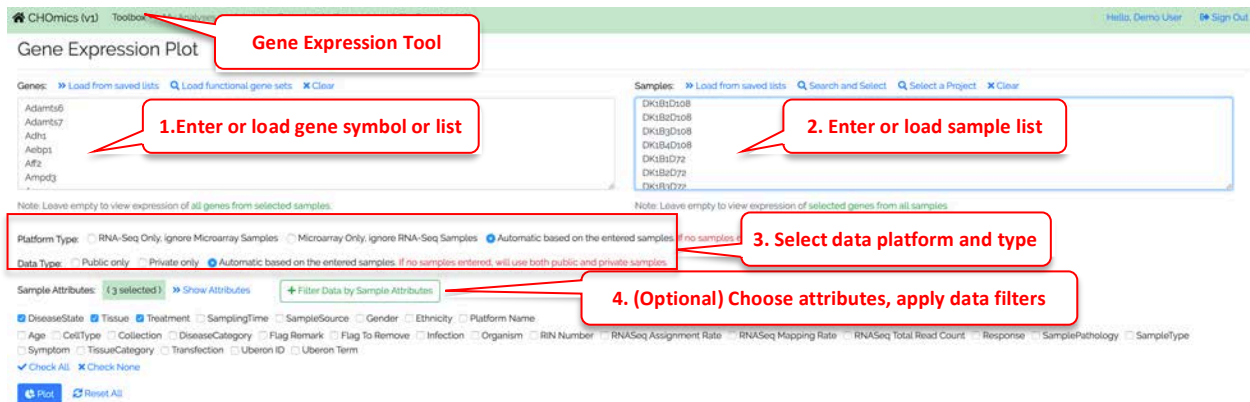 CHOmics (v1) Toolbox
Hello, Demo User Sign Out
Gene Expression Tool
Gene Expression Plot
Genes: Load from saved lists Load functional gene sets Clear
Samples: Load from saved lists Search and Select Select a Project Clear
Adamts6
Adamts7
Adh1
Aebp1
Aff2
Ampd3
1.Enter or load gene symbol or list
DK1B1D108
DK1B2D108
DK1B3D108
DK1B4D108
DK1B1D72
DK1B2D72
DK1B3D72
2. Enter or load sample list
Note: Leave empty to view expression of all genes from selected samples.
Note: Leave empty to view expression of selected genes from all samples
Platform Type: RNA-Seq Only, ignore Microarray Samples Microarray Only, ignore RNA-Seq Samples Automatic based on the entered samples. If no samples
3. Select data platform and type
Data Type: Public only Private only Automatic based on the entered samples. If no samples entered, will use both public and private samples
Sample Attributes: (3 selected) Show Attributes Filter Data by Sample Attributes
4. (Optional) Choose attributes, apply data filters
DiseaseState Tissue Treatment SamplingTime SampleSource Gender Ethnicity Platform Name
Age CellType Collection DiseaseCategory Flag Remark Flag To Remove Infection Organism RIN Number RNASeq Assignment Rate RNASeq Mapping Rate RNASeq Total Read Count Response SamplePathology SampleType
Symptom TissueCategory Transfection Uberon ID Uberon Term
Check All Check None
Plot Reset All